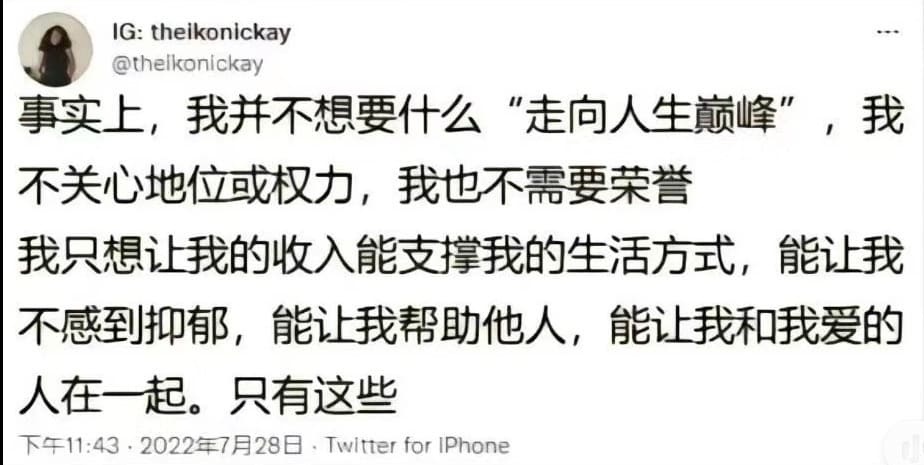 IG: theikonickay
@theikonickay
事实上，我并不想要什么“走向人生巅峰”，我
不关心地位或权力，我也不需要荣誉
我只想让我的收入能支撑我的生活方式，能让我
不感到抑郁，能让我帮助他人，能让我和我爱的
人在一起。只有这些
下午11:43 · 2022年7月28日 · Twitter for iPhone